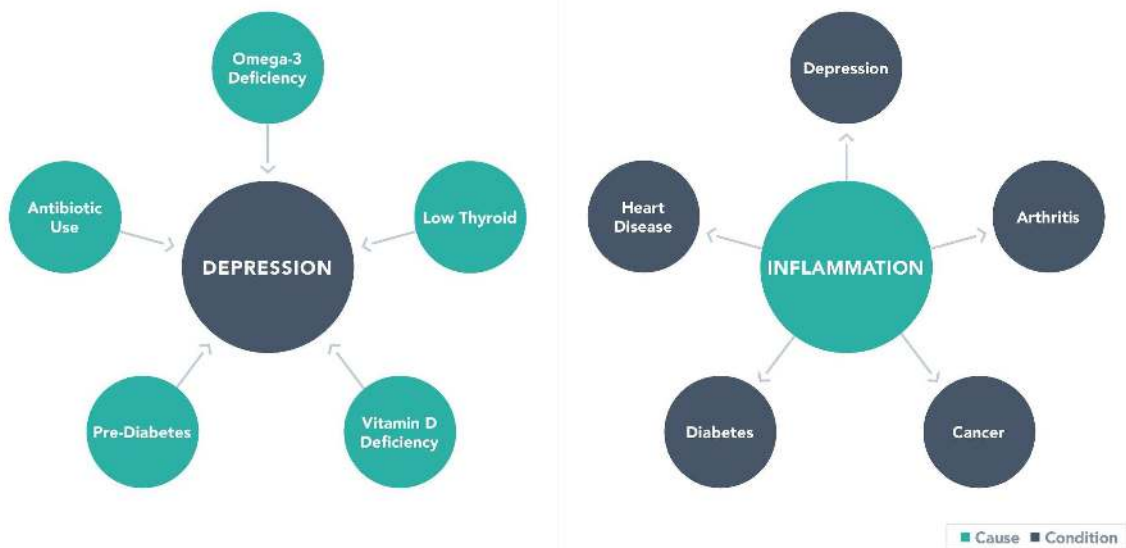 Omega-3
Deficiency
Antibiotic
Use
Low Thyroid
DEPRESSION
Pre-Diabetes
Vitamin D
Deficiency
Depression
Heart
Disease
Arthritis
INFLAMMATION
Diabetes
Cancer
Cause
Condition